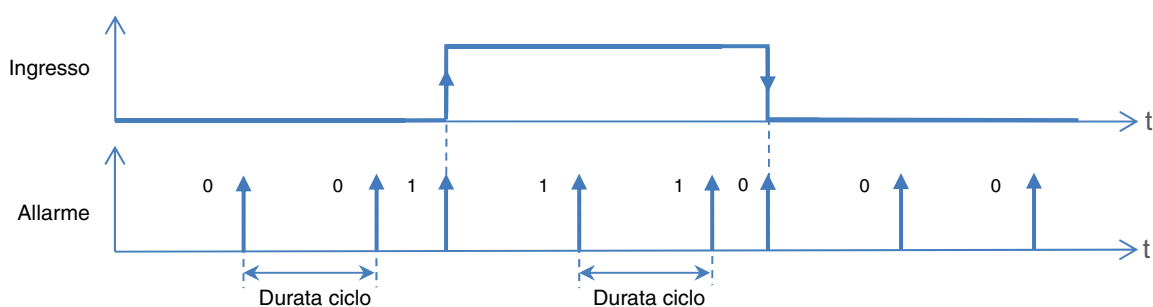 Ingresso
t
0 0 1 1 1 0 0 0
Allarme
t
Durata ciclo Durata ciclo